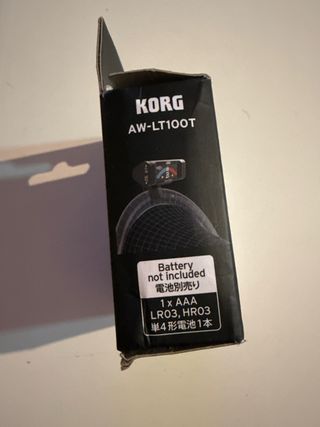 KORG
AW-LT100T
Battery
not included
電池別売り
1 x AAA
LR03, HR03
単4形電池1本